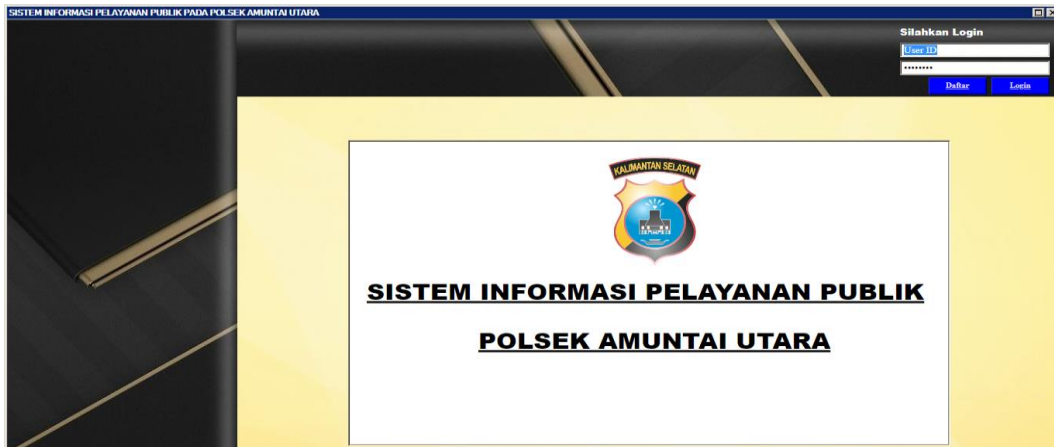 SISTEM INFORMASI PELAYANAN PUBLIK PADA POLSEK AMUNTAI UTARA
Silahkan Login
User ID
••••••••
Daftar Login
KALIMANTAN SELATAN
SISTEM INFORMASI PELAYANAN PUBLIK
POLSEK AMUNTAI UTARA